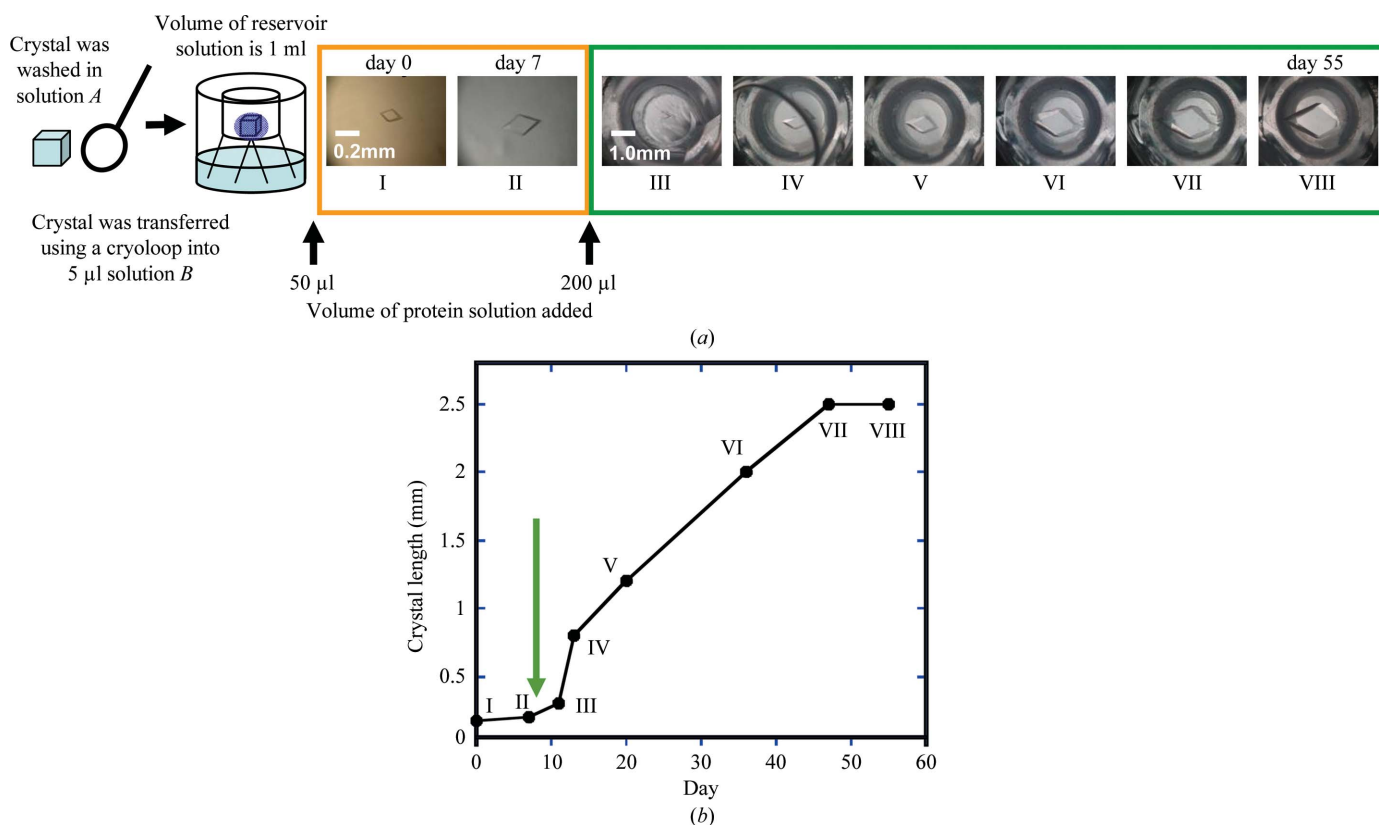 Crystal was
washed in
solution A
Volume of reservoir
solution is 1 ml
Crystal was transferred
using a cryoloop into
5 µl solution B
day 0
day 7
day 55
0.2mm
1.0mm
I
II
III
IV
V
VI
VII
VIII
50 µl
200 µl
Volume of protein solution added
(a)
Crystal length (mm)
2.5
2
1.5
1
0.5
0
I
II
III
IV
V
VI
VII
VIII
0
10
20
30
40
50
60
Day
(b)